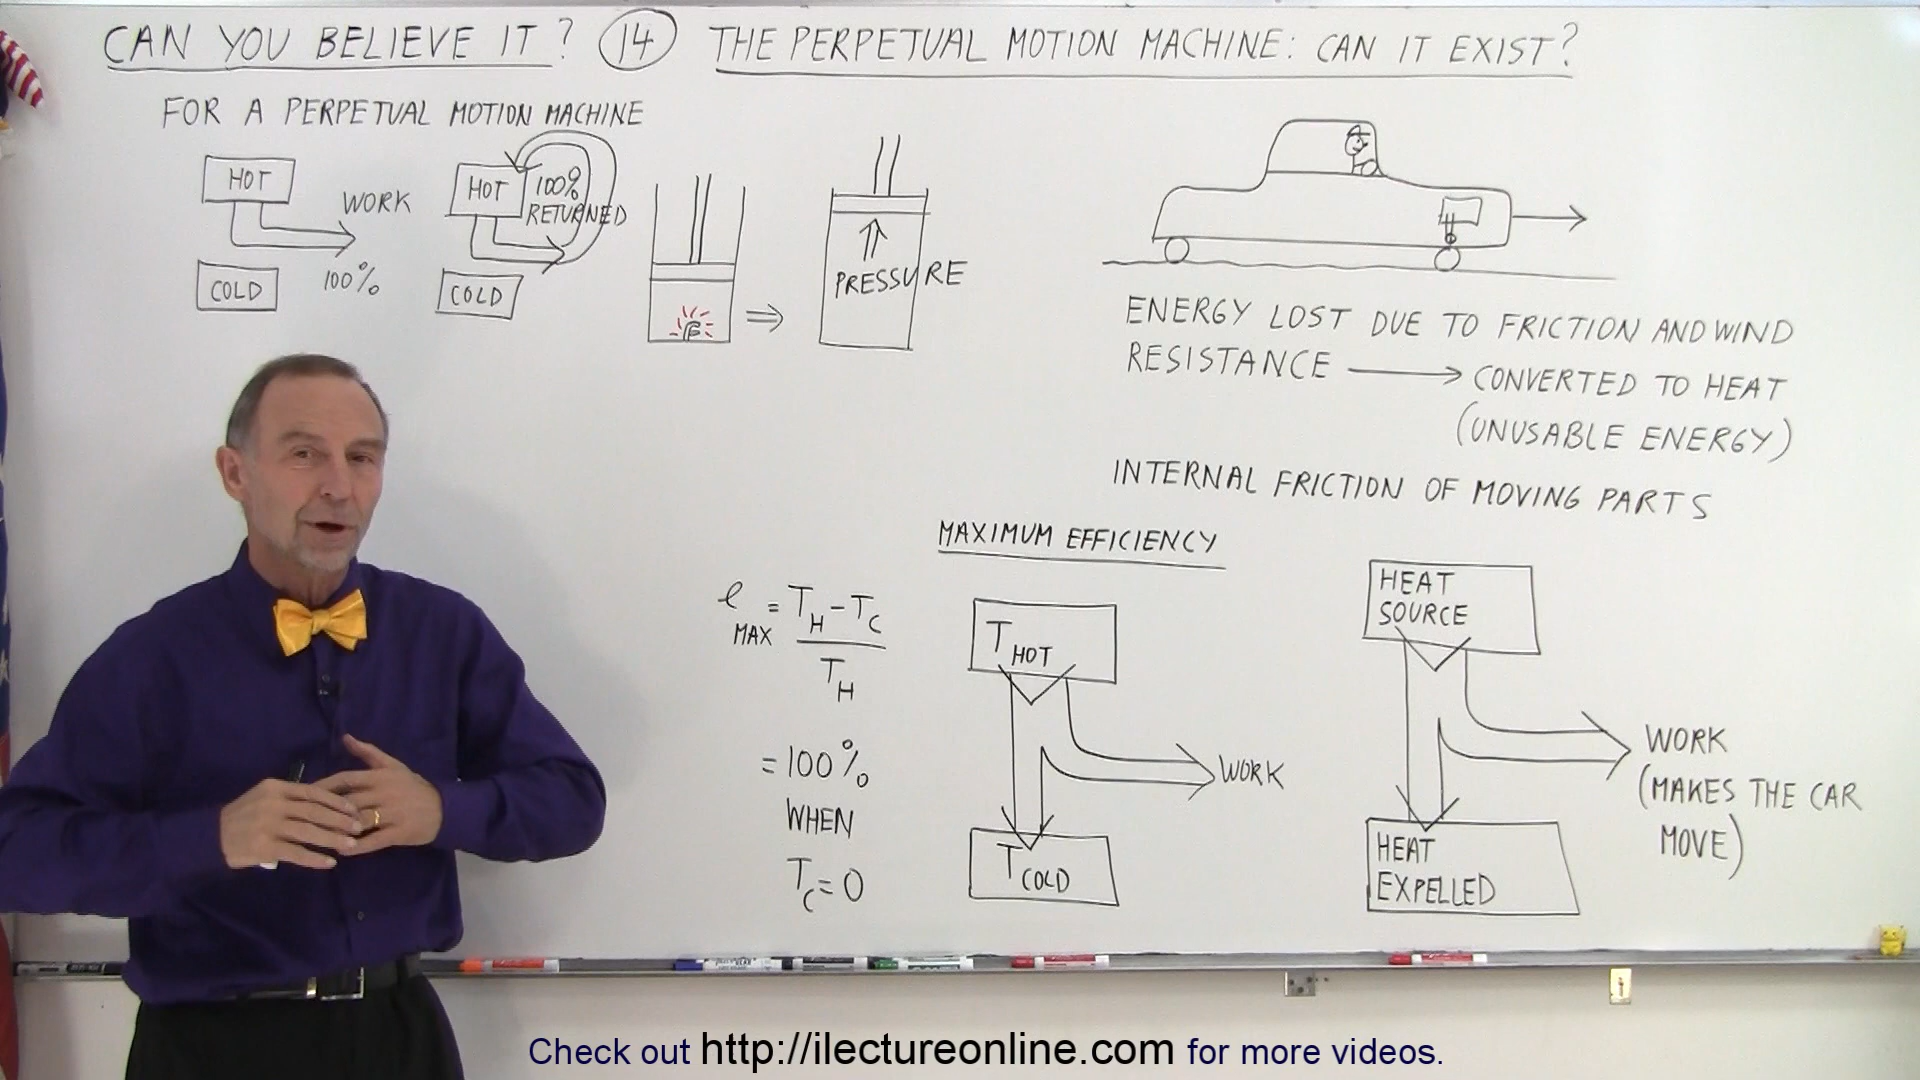 CAN YOU BELIEVE IT? 14 THE PERPETUAL MOTION MACHINE: CAN IT EXIST?
FOR A PERPETUAL MOTION MACHINE
HOT
WORK
100%
COLD
HOT
100%
RETURNED
COLD
PRESSURE
ENERGY LOST DUE TO FRICTION AND WIND
RESISTANCE → CONVERTED TO HEAT
(UNUSABLE ENERGY)
INTERNAL FRICTION OF MOVING PARTS
MAXIMUM EFFICIENCY
e MAX = TH - TC
TH
= 100%
WHEN
TC = 0
THOT
WORK
TCOLD
HEAT
SOURCE
WORK
(MAKES THE CAR
MOVE)
HEAT
EXPELLED
Check out http://ilectureonline.com for more videos.